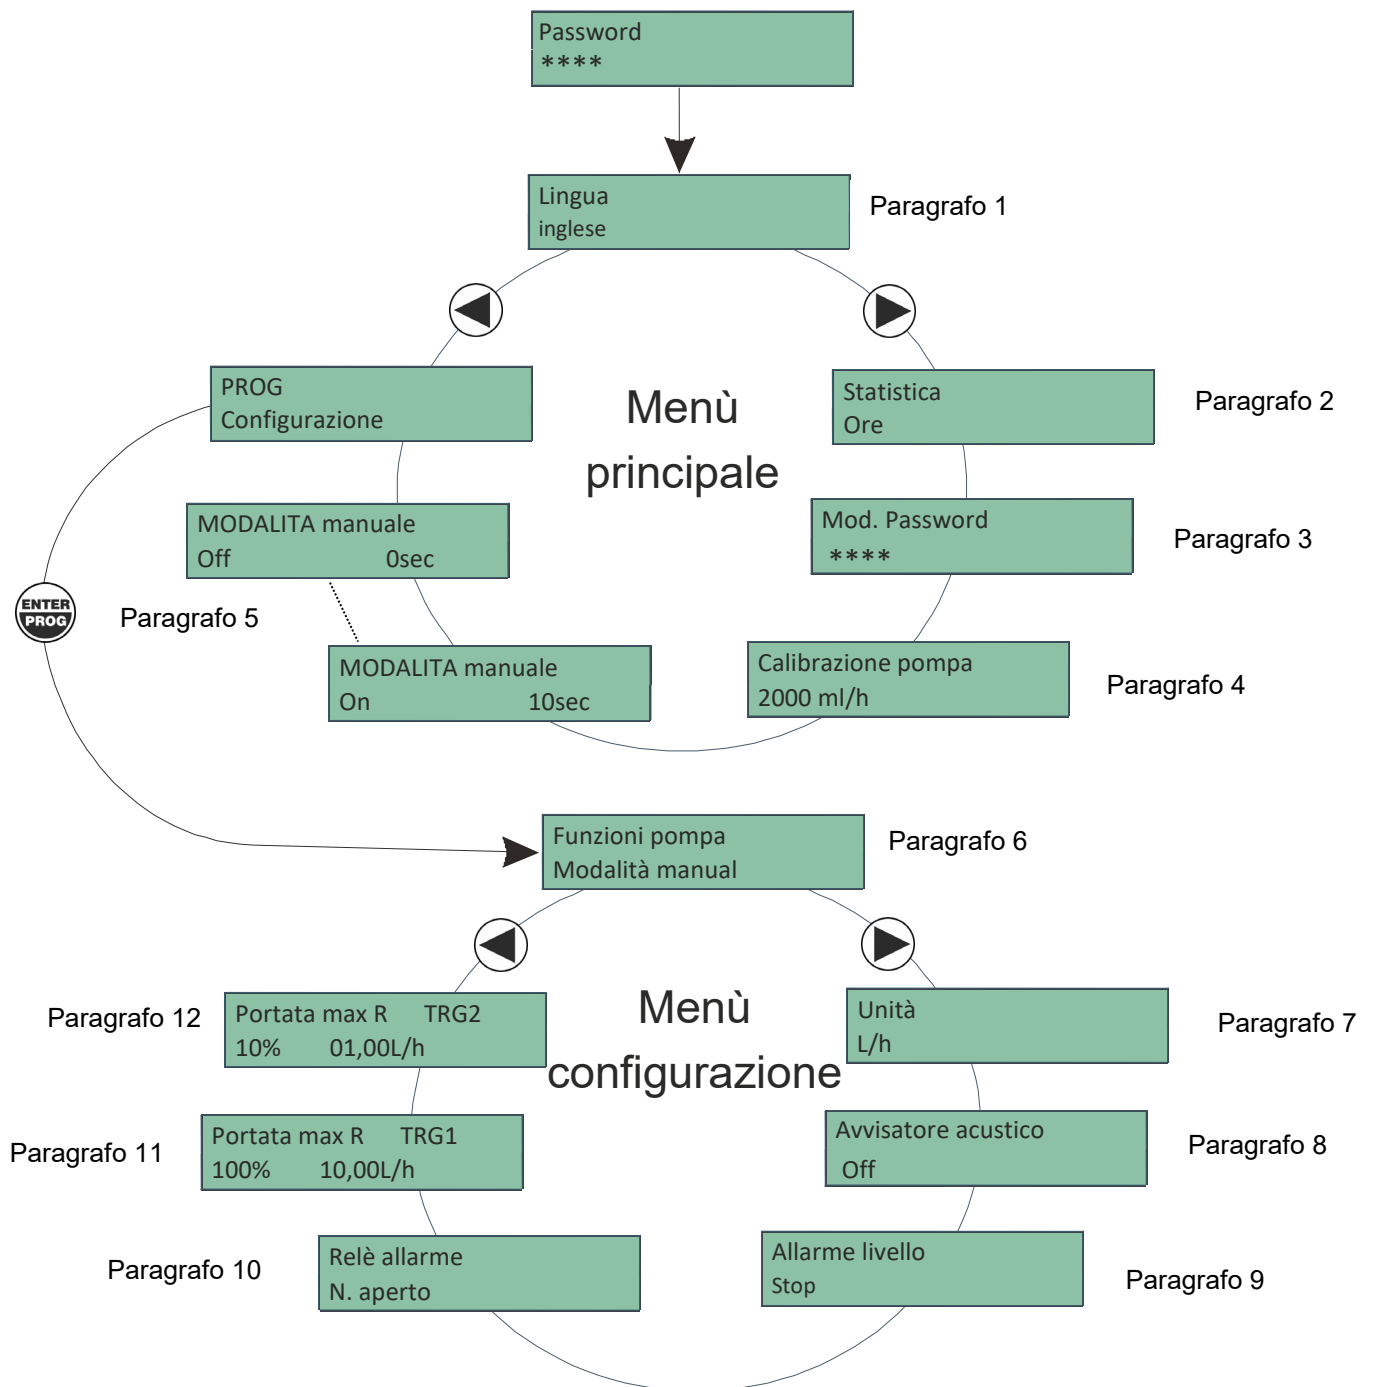 Password
****
Lingua
inglese
Paragrafo 1
PROG
Configurazione
Menù
principale
Statistica
Ore
Paragrafo 2
MODALITA manuale
Off 0sec
Mod. Password
****
Paragrafo 3
ENTER
PROG
Paragrafo 5
MODALITA manuale
On 10sec
Calibrazione pompa
2000 ml/h
Paragrafo 4
Funzioni pompa
Modalità manual
Paragrafo 6
Paragrafo 12
Portata max R TRG2
10% 01,00L/h
Menù
configurazione
Unità
L/h
Paragrafo 7
Paragrafo 11
Portata max R TRG1
100% 10,00L/h
Avvisatore acustico
Off
Paragrafo 8
Paragrafo 10
Relè allarme
N. aperto
Allarme livello
Stop
Paragrafo 9